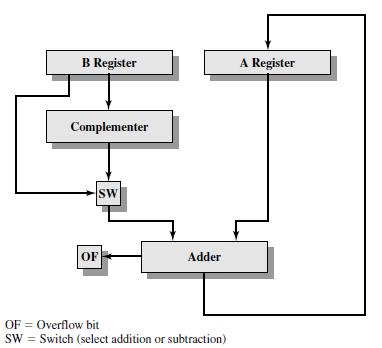 B Register
A Register
Complementer
SW
OF
Adder
OF = Overflow bit
SW = Switch (select addition or subtraction)